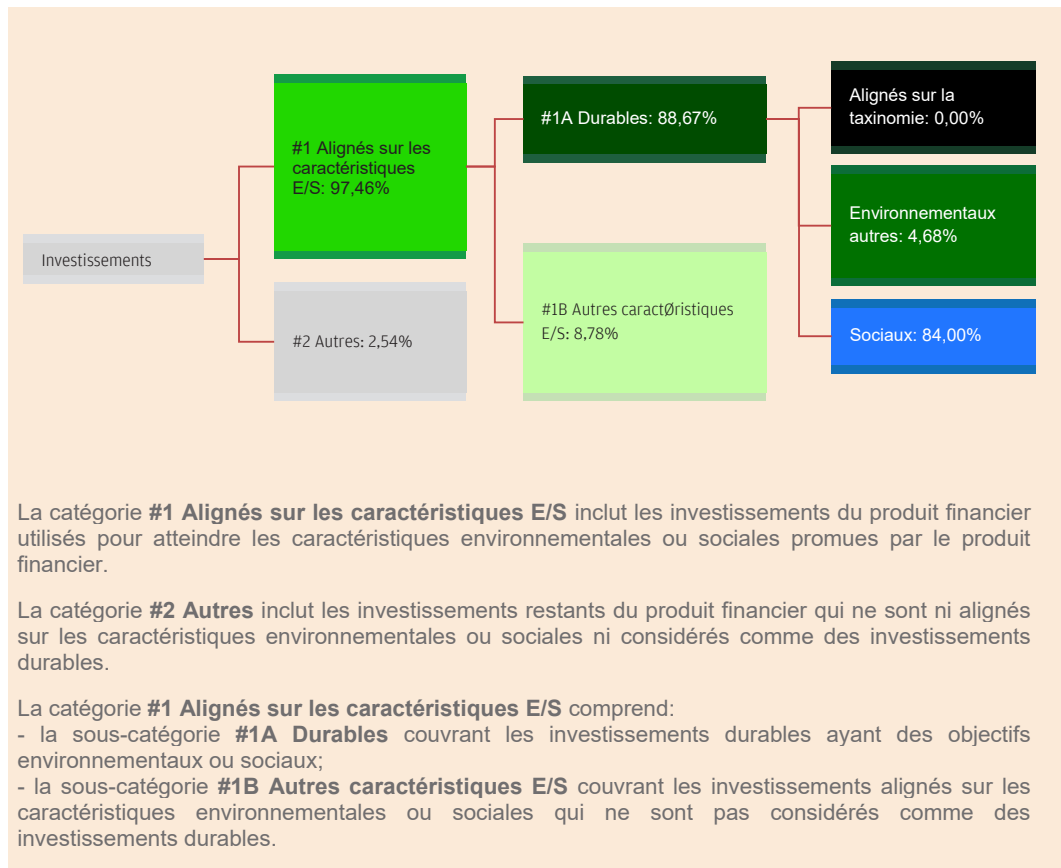 Investissements
#1 Alignés sur les
caractéristiques
E/S: 97,46%
#2 Autres: 2,54%
#1A Durables: 88,67%
#1B Autres caractØristiques
E/S: 8,78%
Alignés sur la
taxinomie: 0,00%
Environnementaux
autres: 4,68%
Sociaux: 84,00%
La catégorie #1 Alignés sur les caractéristiques E/S inclut les investissements du produit financier
utilisés pour atteindre les caractéristiques environnementales ou sociales promues par le produit
financier.
La catégorie #2 Autres inclut les investissements restants du produit financier qui ne sont ni alignés
sur les caractéristiques environnementales ou sociales ni considérés comme des investissements
durables.
La catégorie #1 Alignés sur les caractéristiques E/S comprend:
- la sous-catégorie #1A Durables couvrant les investissements durables ayant des objectifs
environnementaux ou sociaux;
- la sous-catégorie #1B Autres caractéristiques E/S couvrant les investissements alignés sur les
caractéristiques environnementales ou sociales qui ne sont pas considérés comme des
investissements durables.